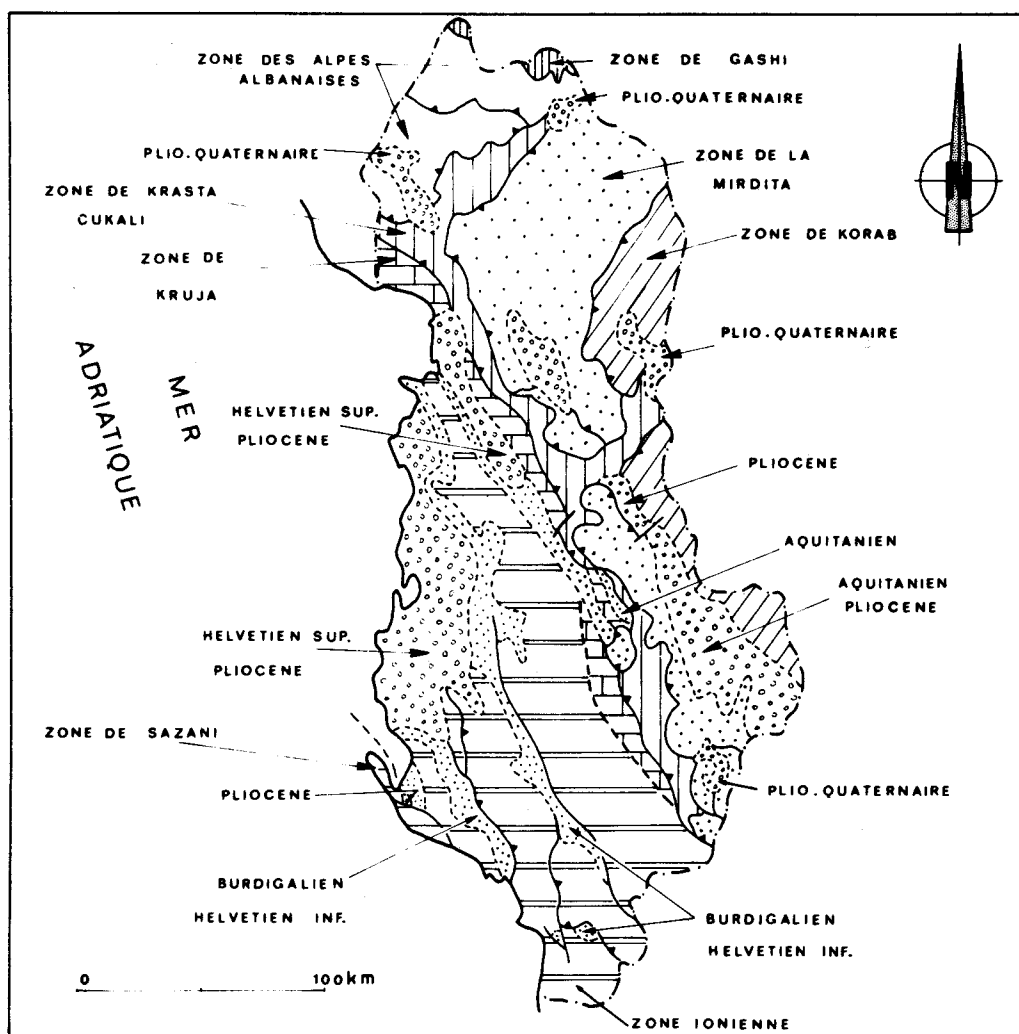 ZONE DES ALPES
ALBANAISES
ZONE DE GASHI
PLIO.QUATERNAIRE
PLIO.QUATERNAIRE
ZONE DE LA
MIRDITA
ZONE DE KRASTA
CUKALI
ZONE DE KORAB
ZONE DE
KRUJA
PLIO.QUATERNAIRE
MER
ADRIATIQUE
HELVETIEN SUP.
PLIOCENE
PLIOCENE
AQUITANIEN
AQUITANIEN
PLIOCENE
HELVETIEN SUP.
PLIOCENE
ZONE DE SAZANI
PLIOCENE
PLIO.QUATERNAIRE
BURDIGALIEN
HELVETIEN INF.
BURDIGALIEN
HELVETIEN INF.
0 100km
ZONE IONIENNE